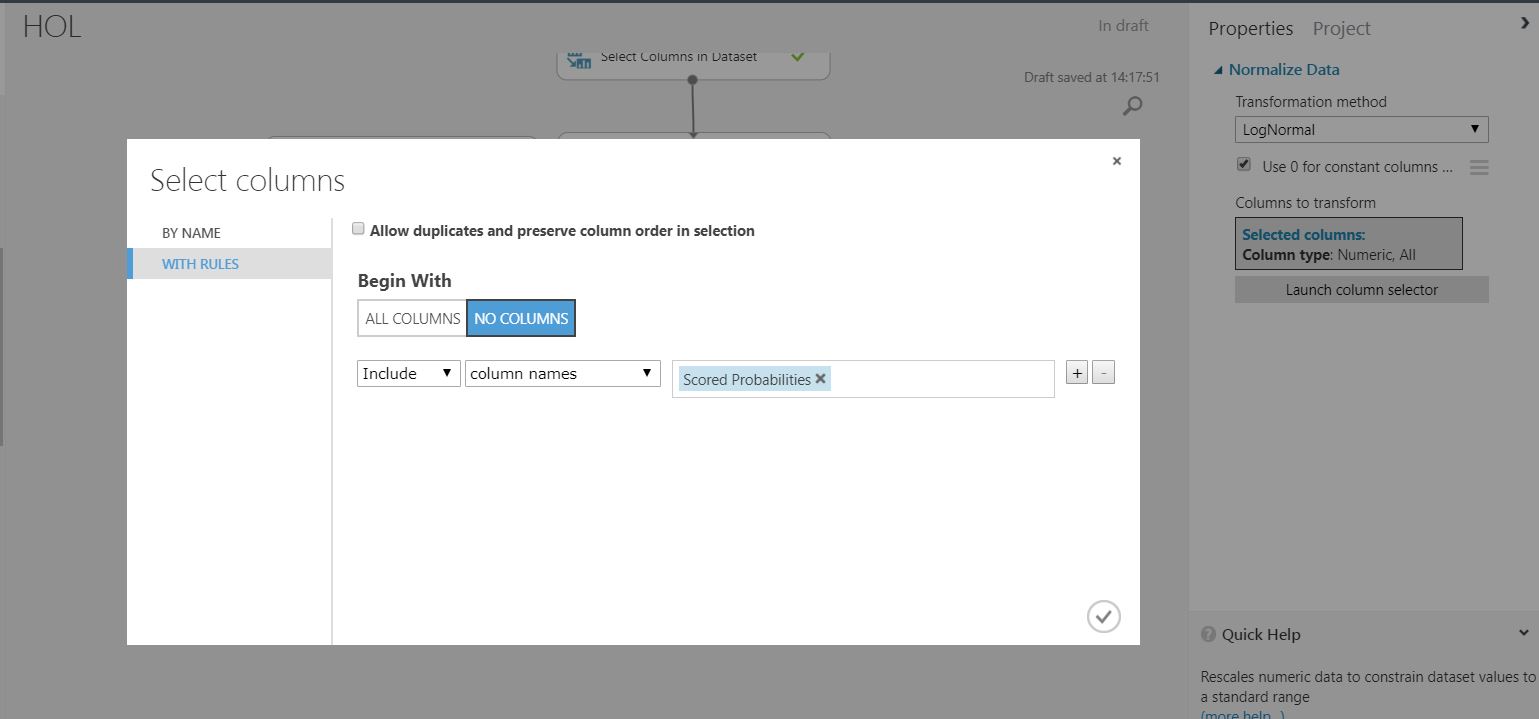 HOL
In draft
Select Columns in Dataset
Draft saved at 14:17:51
Select columns
×
BY NAME
WITH RULES
Allow duplicates and preserve column order in selection
Begin With
ALL COLUMNS NO COLUMNS
Include column names Scored Probabilities + -
Properties Project
Normalize Data
Transformation method
LogNormal
Use 0 for constant columns ...
Columns to transform
Selected columns:
Column type: Numeric, All
Launch column selector
? Quick Help
Rescales numeric data to constrain dataset values to
a standard range
(more help...)